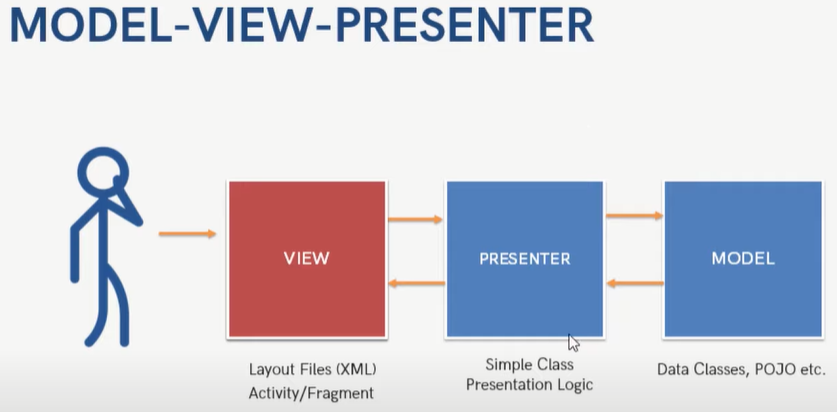 MODEL-VIEW-PRESENTER
VIEW
PRESENTER
MODEL
Layout Files (XML)
Activity/Fragment
Simple Class
Presentation Logic
Data Classes, POJO etc.